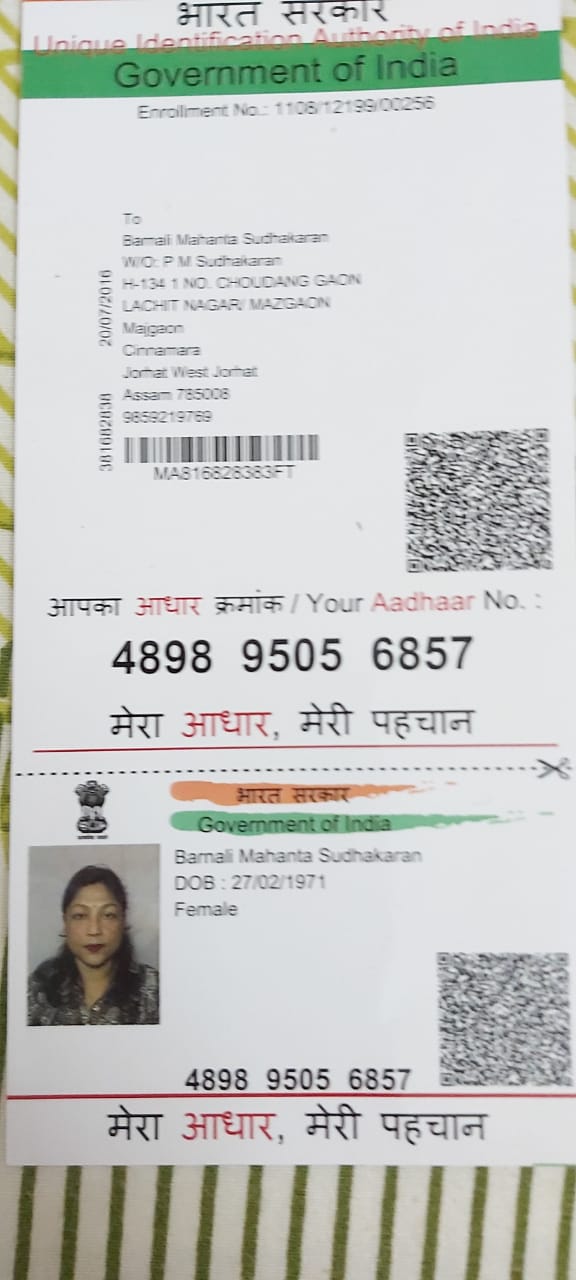 भारत सरकार
Unique Identification Authority of India
Government of India
Enrollment No.: 1108/12199/00256
To
Barnali Mahanta Sudhakaran
W/O: P M Sudhakaran
H-134 1 NO. CHOUDANG GAON
LACHIT NAGAR/ MAZGAON
Majgaon
Cinnamara
Jorhat West Jorhat
Assam 785008
9859219769
20/07/2016
381682838
MA816828383FT
आपका आधार क्रमांक / Your Aadhaar No. :
4898 9505 6857
मेरा आधार, मेरी पहचान
भारत सरकार
Government of India
Barnali Mahanta Sudhakaran
DOB : 27/02/1971
Female
4898 9505 6857
मेरा आधार, मेरी पहचान